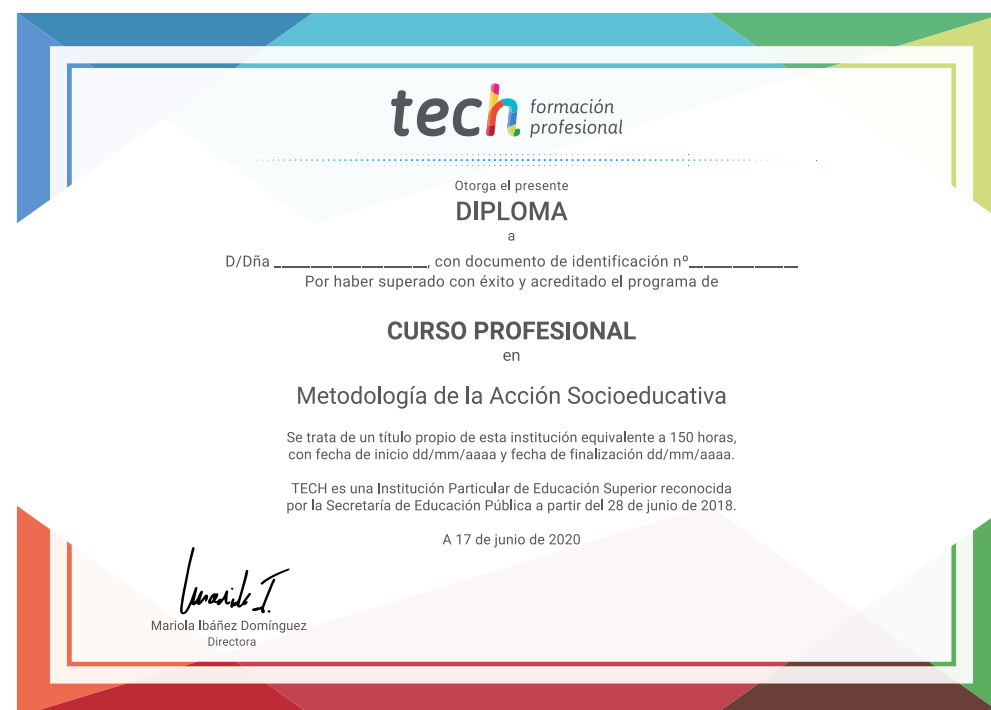 tech formación
profesional
Otorga el presente
DIPLOMA
a
D/Dña ____________________, con documento de identificación nº______________
Por haber superado con éxito y acreditado el programa de
CURSO PROFESIONAL
en
Metodología de la Acción Socioeducativa
Se trata de un título propio de esta institución equivalente a 150 horas,
con fecha de inicio dd/mm/aaaa y fecha de finalización dd/mm/aaaa.
TECH es una Institución Particular de Educación Superior reconocida
por la Secretaría de Educación Pública a partir del 28 de junio de 2018.
A 17 de junio de 2020
Mariola Ibáñez Domínguez
Directora